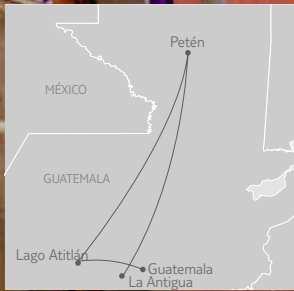 Petén
MÉXICO
GUATEMALA
Lago Atitlán
Guatemala
La Antigua